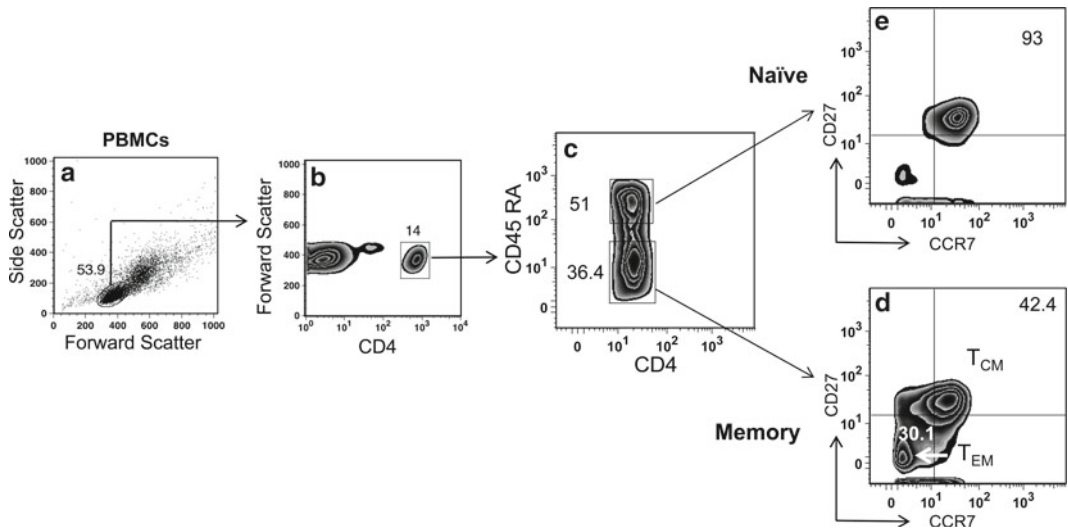 PBMCs
a
Side Scatter
1000
800
600
400
200
0
53.9
0 200 400 600 800 1000
Forward Scatter
b
Forward Scatter
1000
800
600
400
200
0
14
10^0 10^1 10^2 10^3 10^4
CD4
c
CD45 RA
10^3
10^2
10^1
0
51
36.4
0 10^1 10^2 10^3
CD4
Naïve
e
93
CD27
10^3
10^2
10^1
0
10^1 10^2 10^3
CCR7
Memory
d
42.4
CD27
10^3
10^2
10^1
0
T_CM
30.1
T_EM
0 10^1 10^2 10^3
CCR7